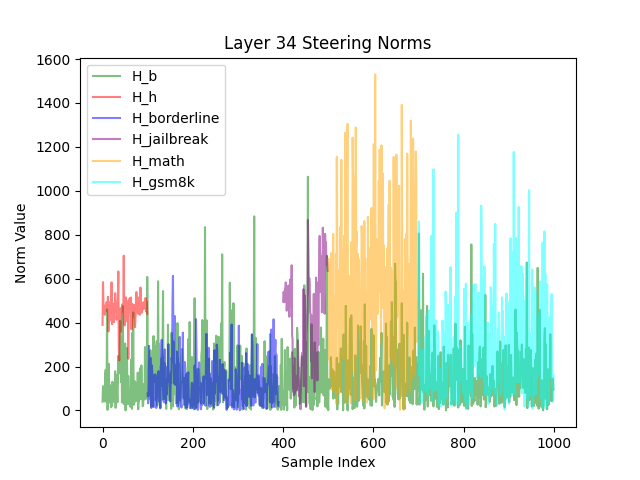 Layer 34 Steering Norms
H_b
H_h
H_borderline
H_jailbreak
H_math
H_gsm8k
Norm Value
1600
1400
1200
1000
800
600
400
200
0
0 200 400 600 800 1000
Sample Index